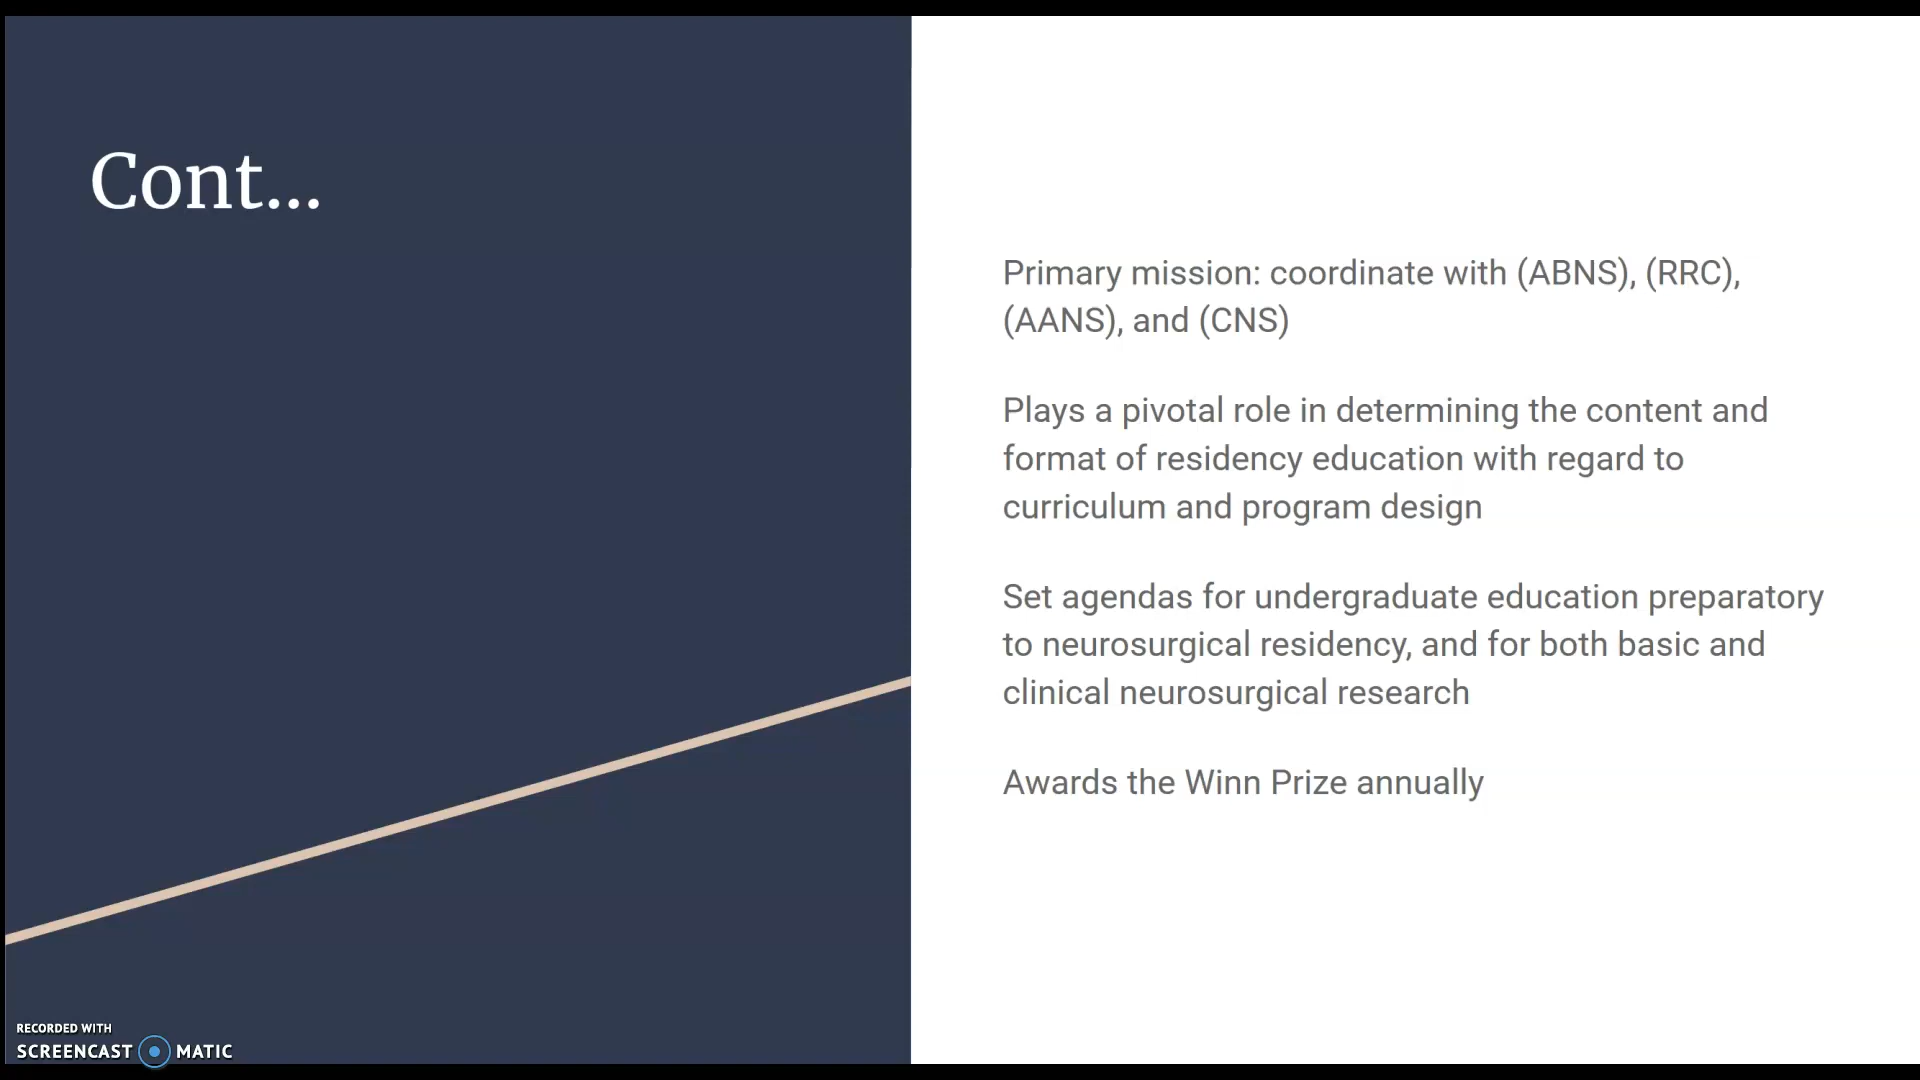 Cont...
Primary mission: coordinate with (ABNS), (RRC),
(AANS), and (CNS)
Plays a pivotal role in determining the content and
format of residency education with regard to
curriculum and program design
Set agendas for undergraduate education preparatory
to neurosurgical residency, and for both basic and
clinical neurosurgical research
Awards the Winn Prize annually
RECORDED WITH
SCREENCAST MATIC